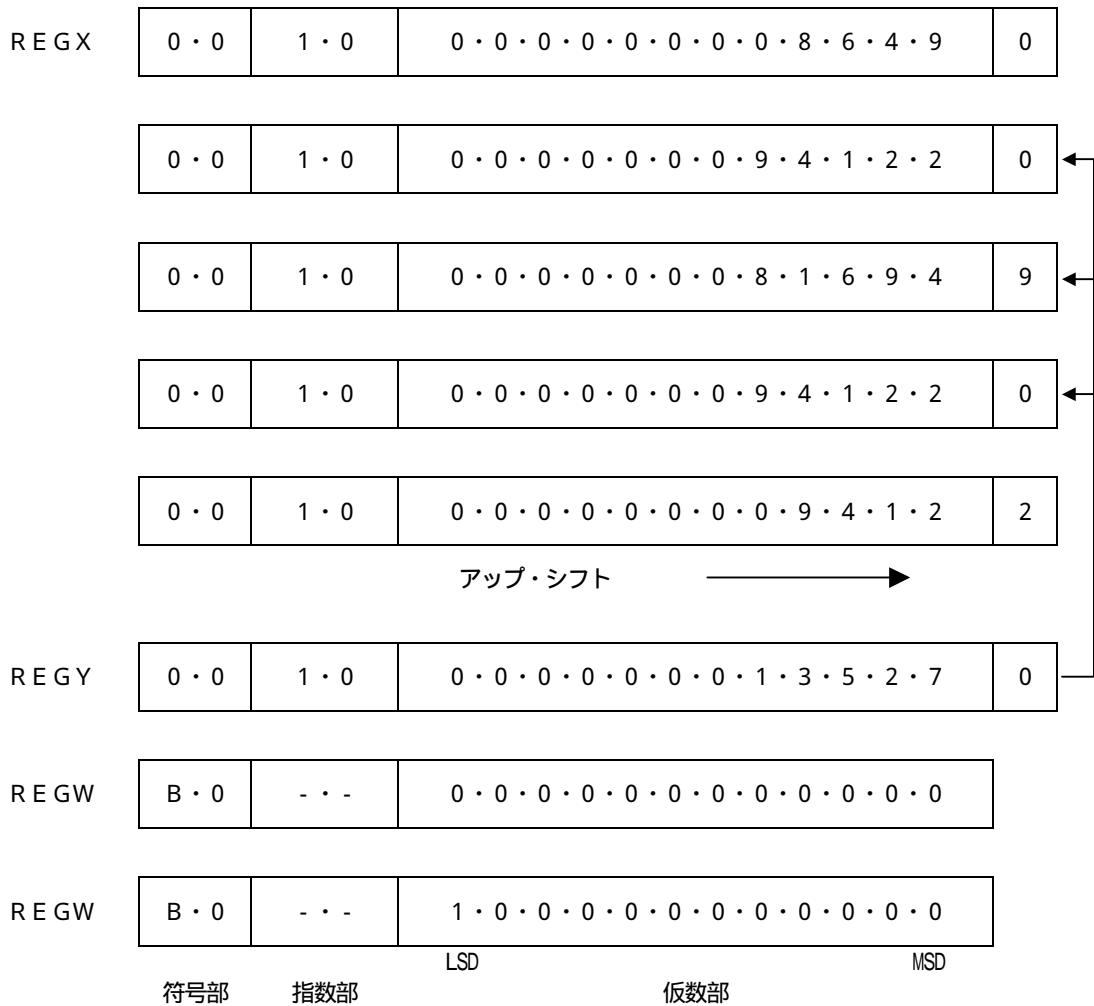 REGX 0・0 1・0 0・0・0・0・0・0・0・0・8・6・4・9 0
0・0 1・0 0・0・0・0・0・0・0・9・4・1・2・2 0
0・0 1・0 0・0・0・0・0・0・0・8・1・6・9・4 9
0・0 1・0 0・0・0・0・0・0・0・9・4・1・2・2 0
0・0 1・0 0・0・0・0・0・0・0・0・9・4・1・2 2
アップ・シフト
REGY 0・0 1・0 0・0・0・0・0・0・0・1・3・5・2・7 0
REGW B・0 -・- 0・0・0・0・0・0・0・0・0・0・0・0
REGW B・0 -・- 1・0・0・0・0・0・0・0・0・0・0・0
LSD MSD
符号部 指数部 仮数部